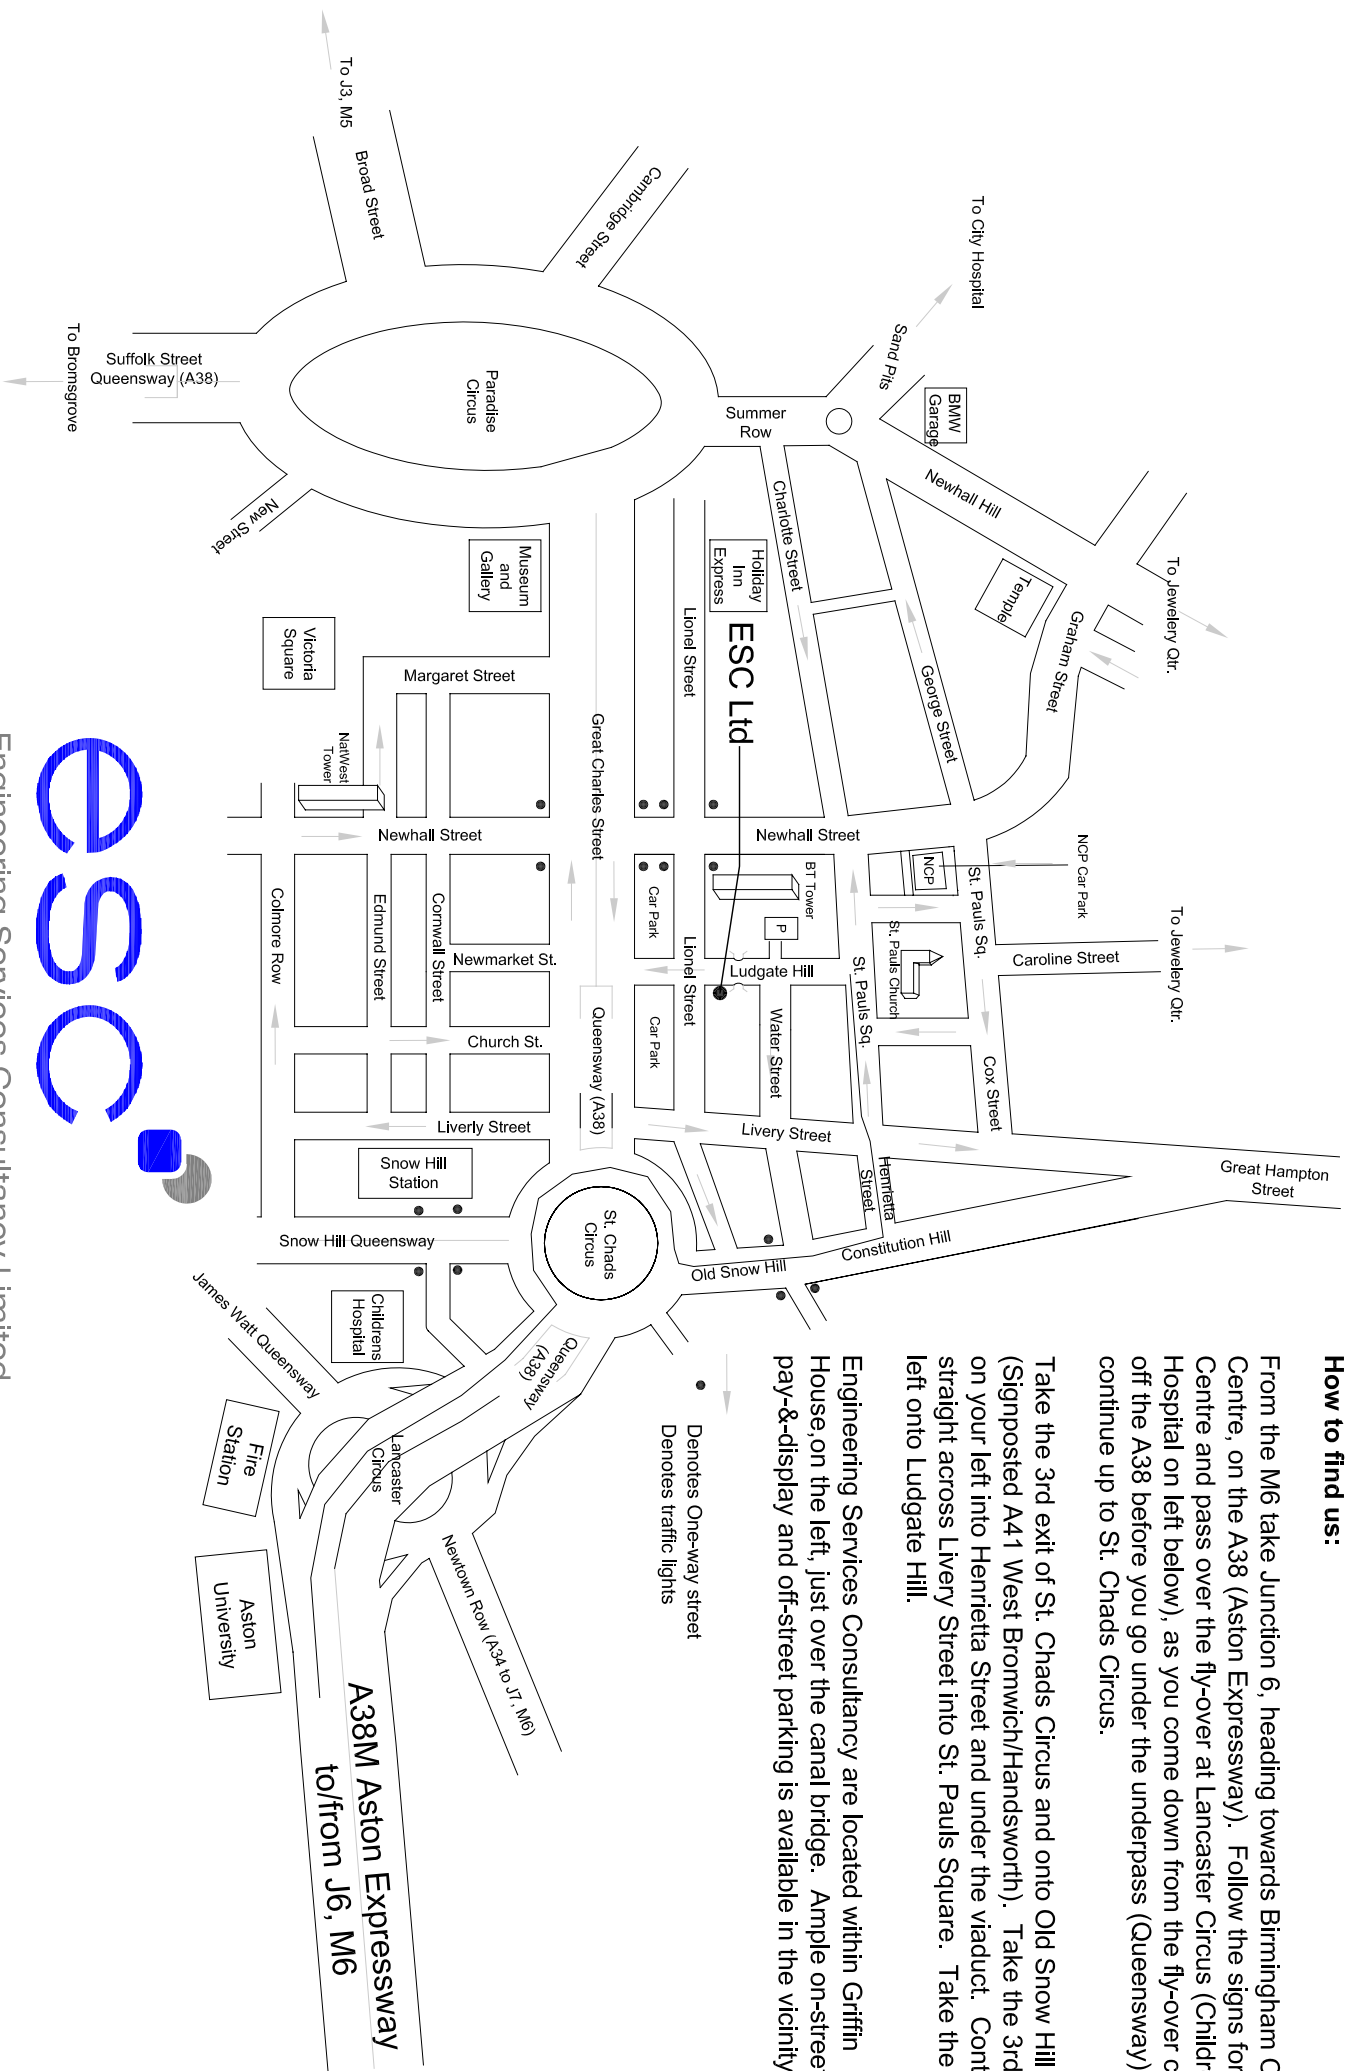 How to find us:
From the M6 take Junction 6, heading towards Birmingham
Centre, on the A38 (Aston Expressway). Follow the signs for
Centre and pass over the fly-over at Lancaster Circus
Hospital on left below), as you come down from the fly-over
off the A38 before you go under the underpass (Queensway)
continue up to St. Chads Circus.
Take the 3rd exit of St. Chads Circus and onto Old Snow Hill
(Signposted A41 West Bromwich/Handsworth). Take the 3rd
on your left into Henrietta Street and under the viaduct.
straight across Livery Street into St. Pauls Square. Take the
left onto Ludgate Hill.
Engineering Services Consultancy are located within Griffin
House,on the left, just over the canal bridge. Ample
pay-&-display and off-street parking is available in the vicinity
Denotes One-way street
Denotes traffic lights
To City Hospital
Sand Pits
BMW
Garage
Newhall Hill
To Jewelery Qtr.
Temple
Graham Street
NCP Car Park
To Jewelery Qtr.
Great Hampton
Street
Cambridge Street
To J3, M5
Broad Street
Summer
Row
Charlotte Street
George Street
NCP
St. Pauls Sq.
Caroline Street
St. Pauls Church
Cox Street
Holiday
Inn
Express
ESC Ltd
Newhall Street
BT Tower
P
Ludgate Hill
St. Pauls Sq.
Water Street
Livery Street
Henrietta
Street
Constitution Hill
Old Snow Hill
Paradise
Circus
Lionel Street
Car Park
Lionel Street
Car Park
Great Charles Street
Queensway (A38)
St. Chads
Circus
Queensway
(A38)
To Bromsgrove
Suffolk Street
Queensway (A38)
New Street
Museum
and
Gallery
Victoria
Square
Margaret Street
NatWest
Tower
Newhall Street
Cornwall Street
Edmund Street
Colmore Row
Newmarket St.
Church St.
Liverly Street
Snow Hill
Station
Snow Hill Queensway
Childrens
Hospital
James Watt Queensway
Lancaster
Circus
Newtown Row (A34 to J7, M6)
Fire
Station
Aston
University
A38M Aston Expressway
to/from J6, M6
esc
Engineering Services Consultancy Limited